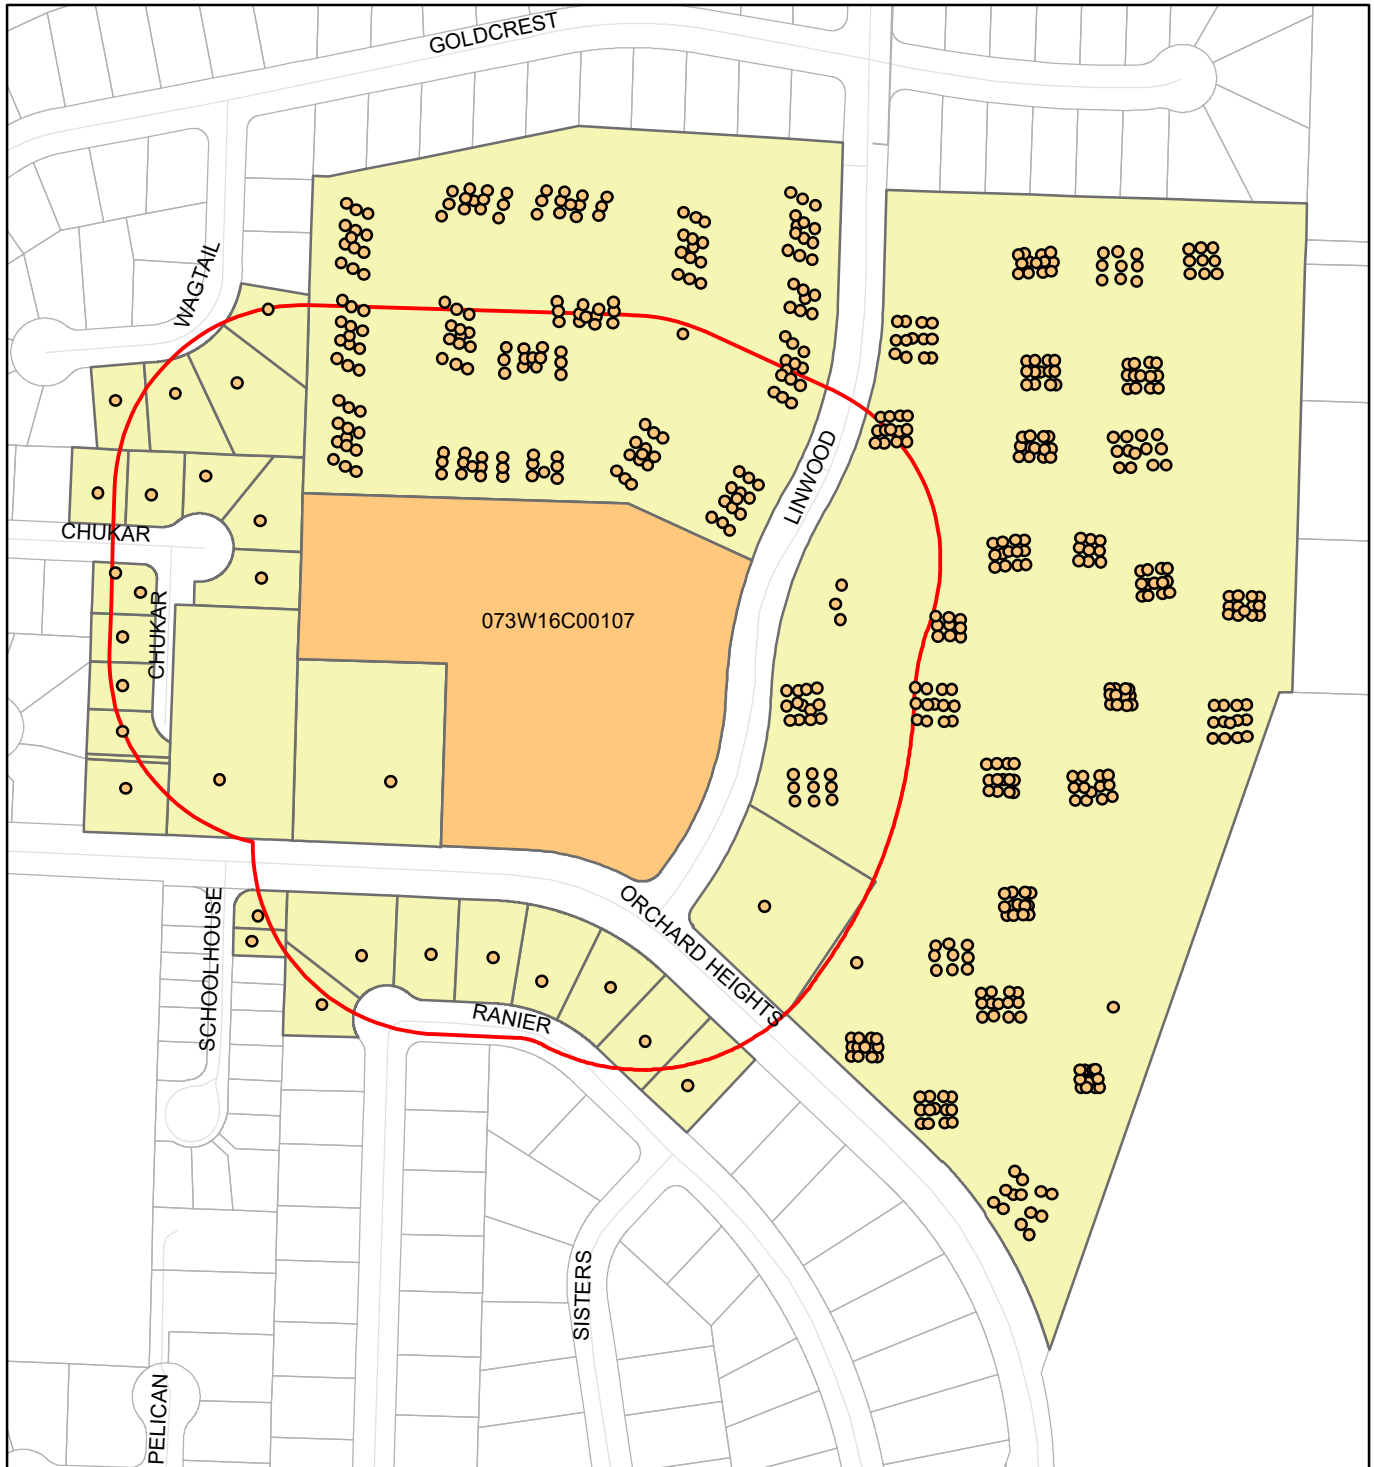 GOLDCREST
WAGTAIL
LINWOOD
CHUKAR
CHUKAR
073W16C00107
SCHOOLHOUSE
ORCHARD HEIGHTS
RANIER
SISTERS
PELICAN